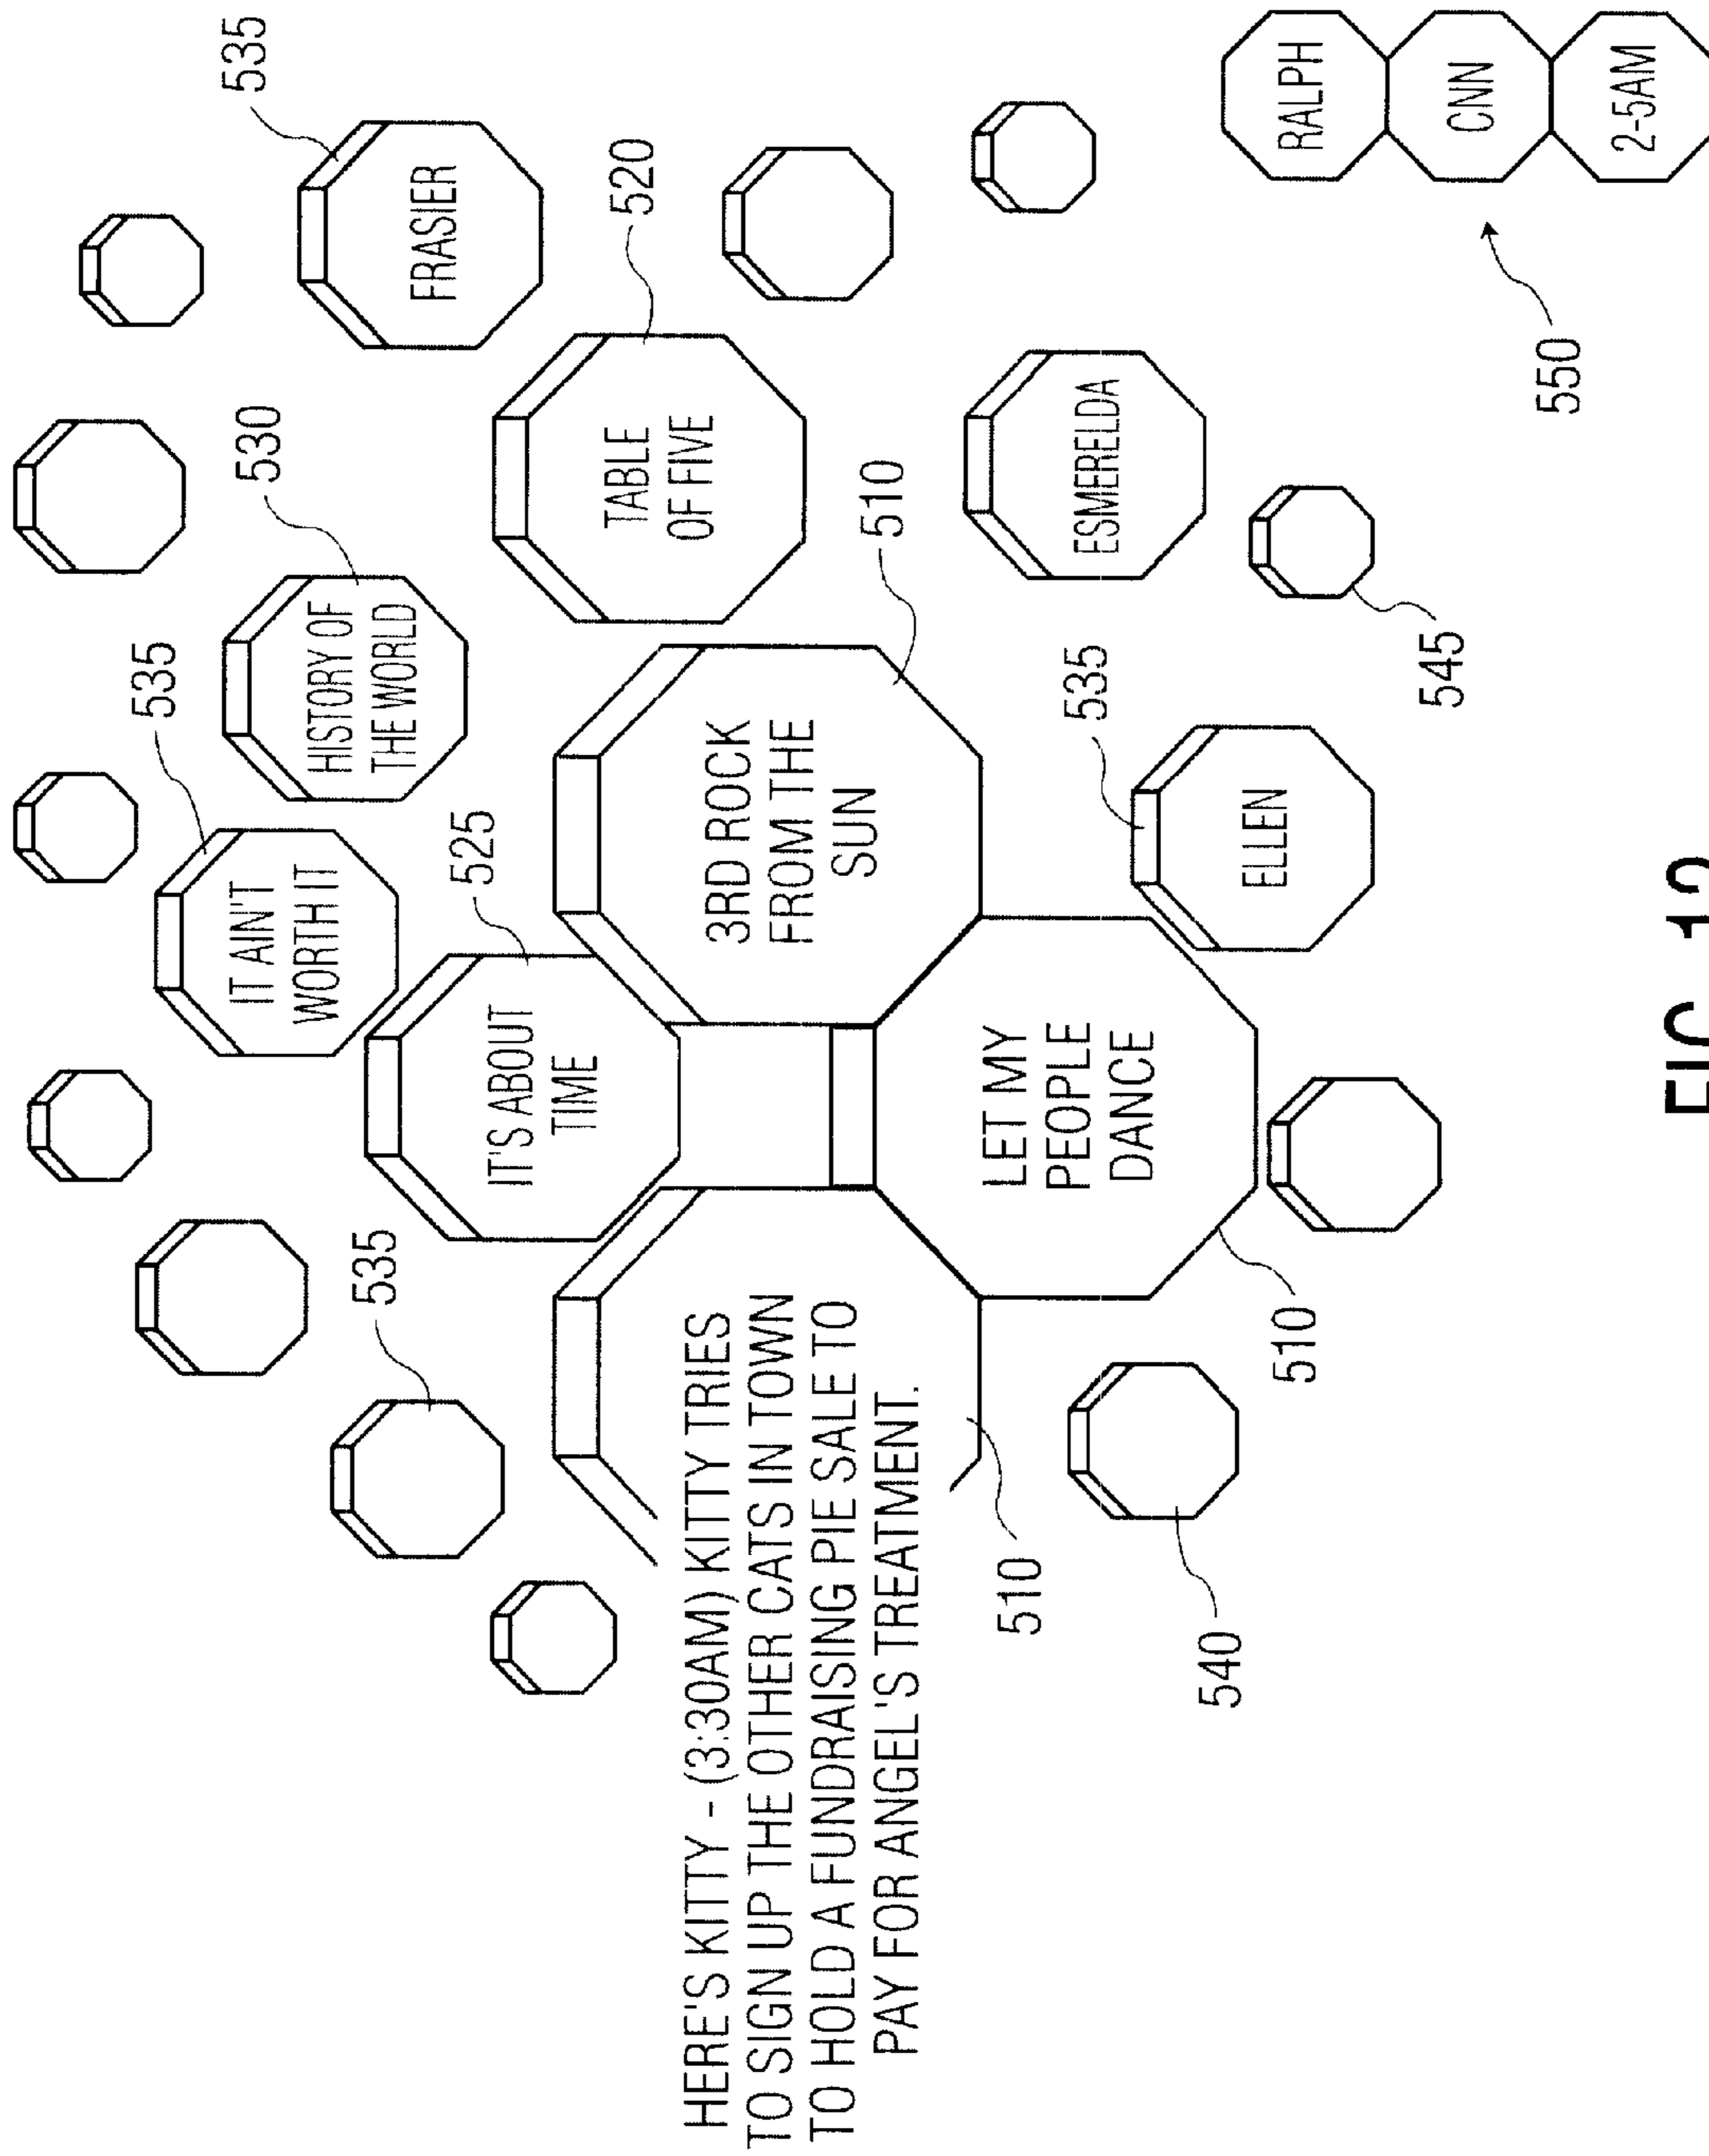 535
535
530
IT AIN'T
WORTH IT
HISTORY OF
THE WORLD
535
FRASIER
525
IT'S ABOUT
TIME
520
TABLE
OF FIVE
HERE'S KITTY - (3:30AM) KITTY TRIES
TO SIGN UP THE OTHER CATS IN TOWN
TO HOLD A FUNDRAISING PIE SALE TO
PAY FOR ANGEL'S TREATMENT.
3RD ROCK
FROM THE
SUN
510
510
LET MY
PEOPLE
DANCE
535
ESMERELDA
540
ELLEN
510
545
550
RALPH
CNN
2-5AM